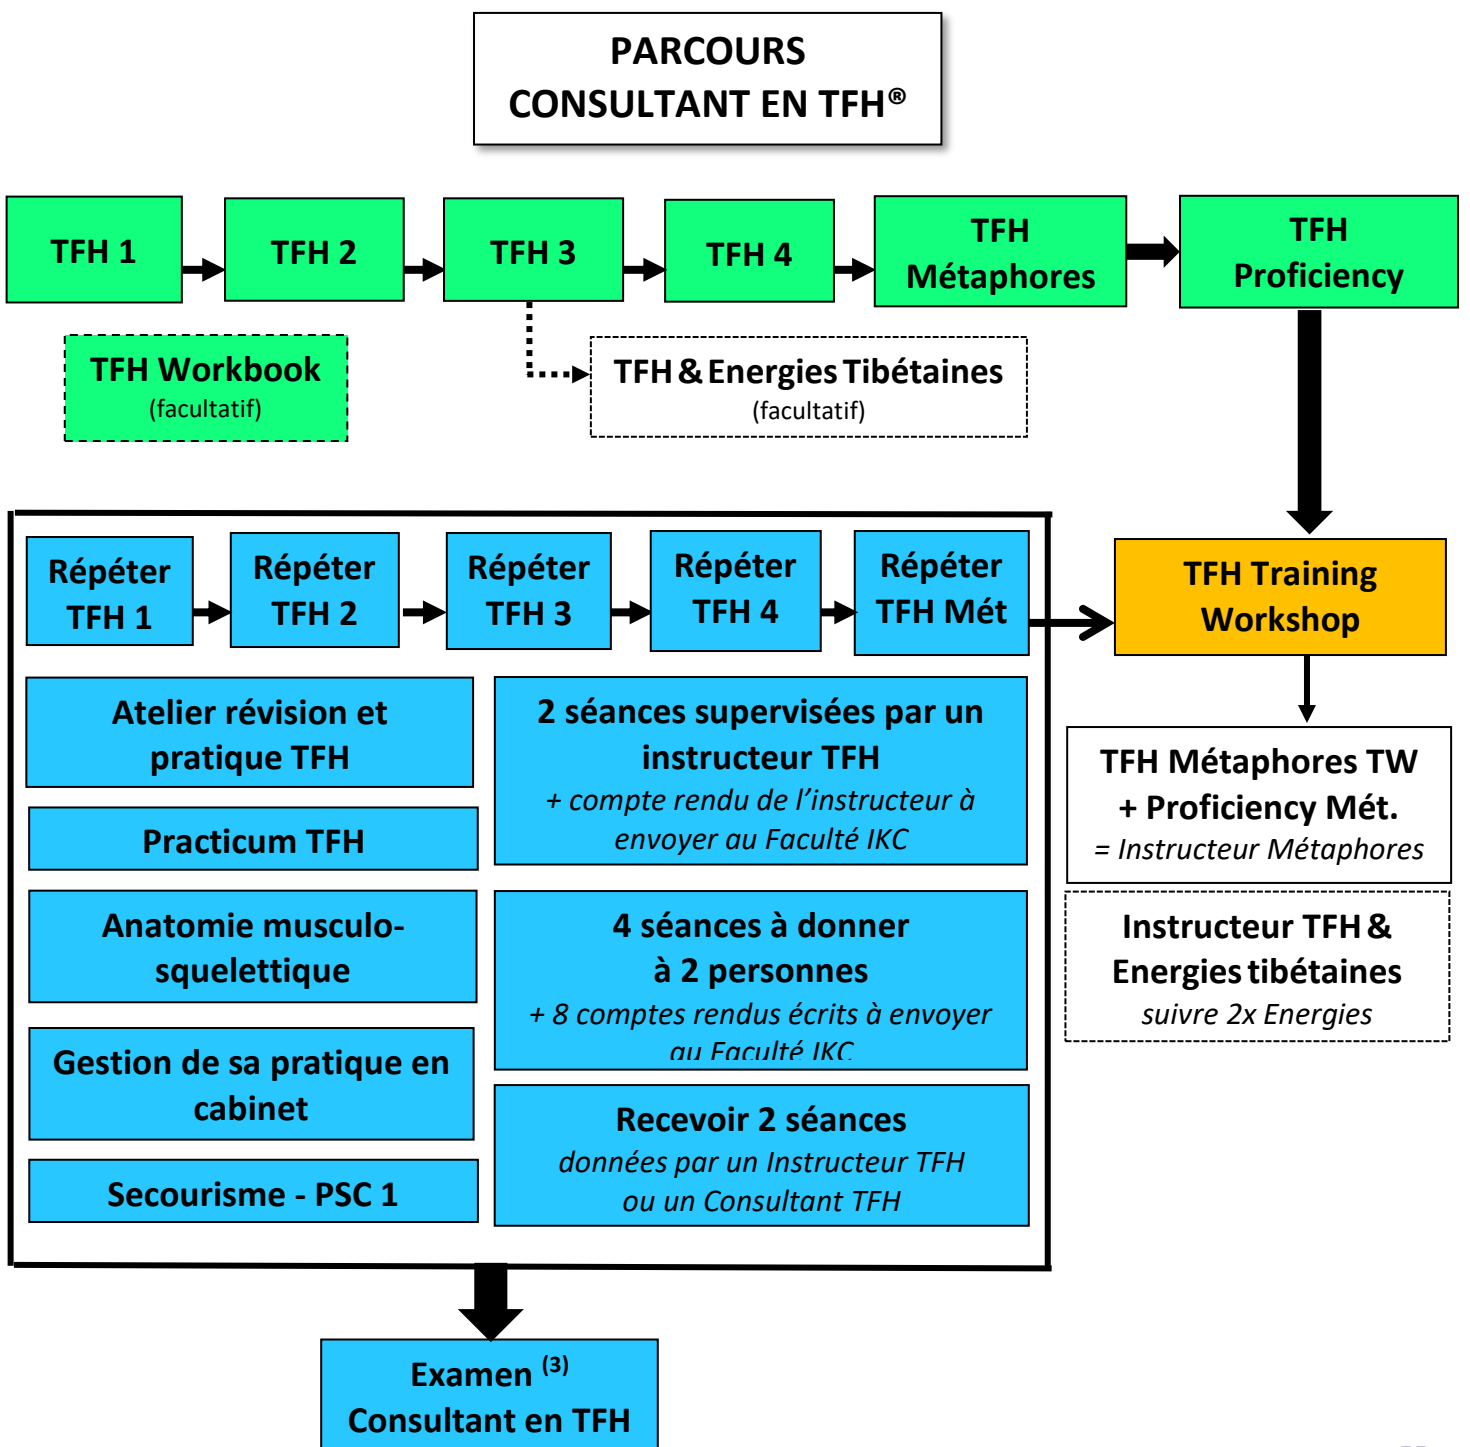 PARCOURS
CONSULTANT EN TFH®
TFH 1
TFH 2
TFH 3
TFH 4
TFH
Métaphores
TFH
Proficiency
TFH Workbook
(facultatif)
TFH & Energies Tibétaines
(facultatif)
Répéter
TFH 1
Répéter
TFH 2
Répéter
TFH 3
Répéter
TFH 4
Répéter
TFH Mét
TFH Training
Workshop
Atelier révision et
pratique TFH
Practicum TFH
Anatomie musculo-
squelettique
Gestion de sa pratique en
cabinet
Secourisme - PSC 1
2 séances supervisées par un
instructeur TFH
+ compte rendu de l’instructeur à
envoyer au Faculté IKC
4 séances à donner
à 2 personnes
+ 8 comptes rendus écrits à envoyer
au Faculté IKC
Recevoir 2 séances
données par un Instructeur TFH
ou un Consultant TFH
TFH Métaphores TW
+ Proficiency Mét.
= Instructeur Métaphores
Instructeur TFH &
Energies tibétaines
suivre 2x Energies
Examen (3)
Consultant en TFH